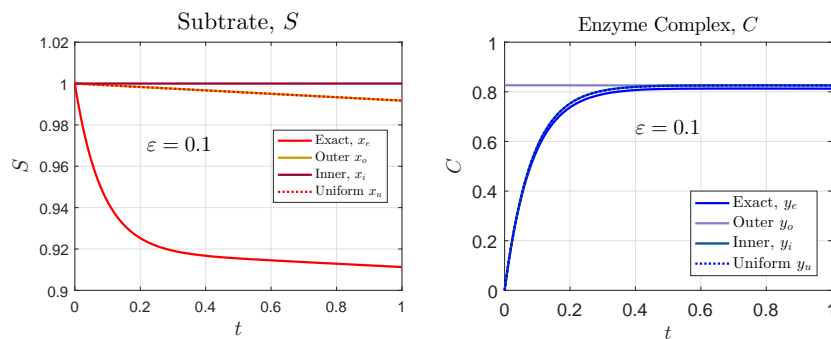 Subtrate, S
1.02
1
0.98
0.96
0.94
0.92
0.9
S
ε = 0.1
Exact, x_e
Outer x_o
Inner, x_i
Uniform x_u
0 0.2 0.4 0.6 0.8 1
t
Enzyme Complex, C
1
0.8
0.6
0.4
0.2
0
C
ε = 0.1
Exact, y_e
Outer y_o
Inner, y_i
Uniform y_u
0 0.2 0.4 0.6 0.8 1
t